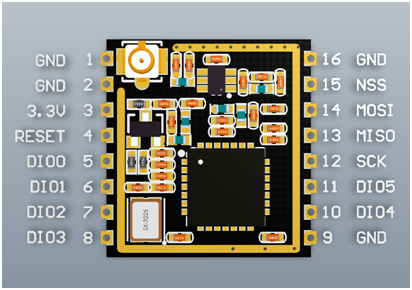 GND 1 16 GND
GND 2 15 NSS
3.3V 3 14 MOSI
RESET 4 13 MISO
DIO0 5 12 SCK
DIO1 6 11 DIO5
DIO2 7 10 DIO4
DIO3 8 9 GND